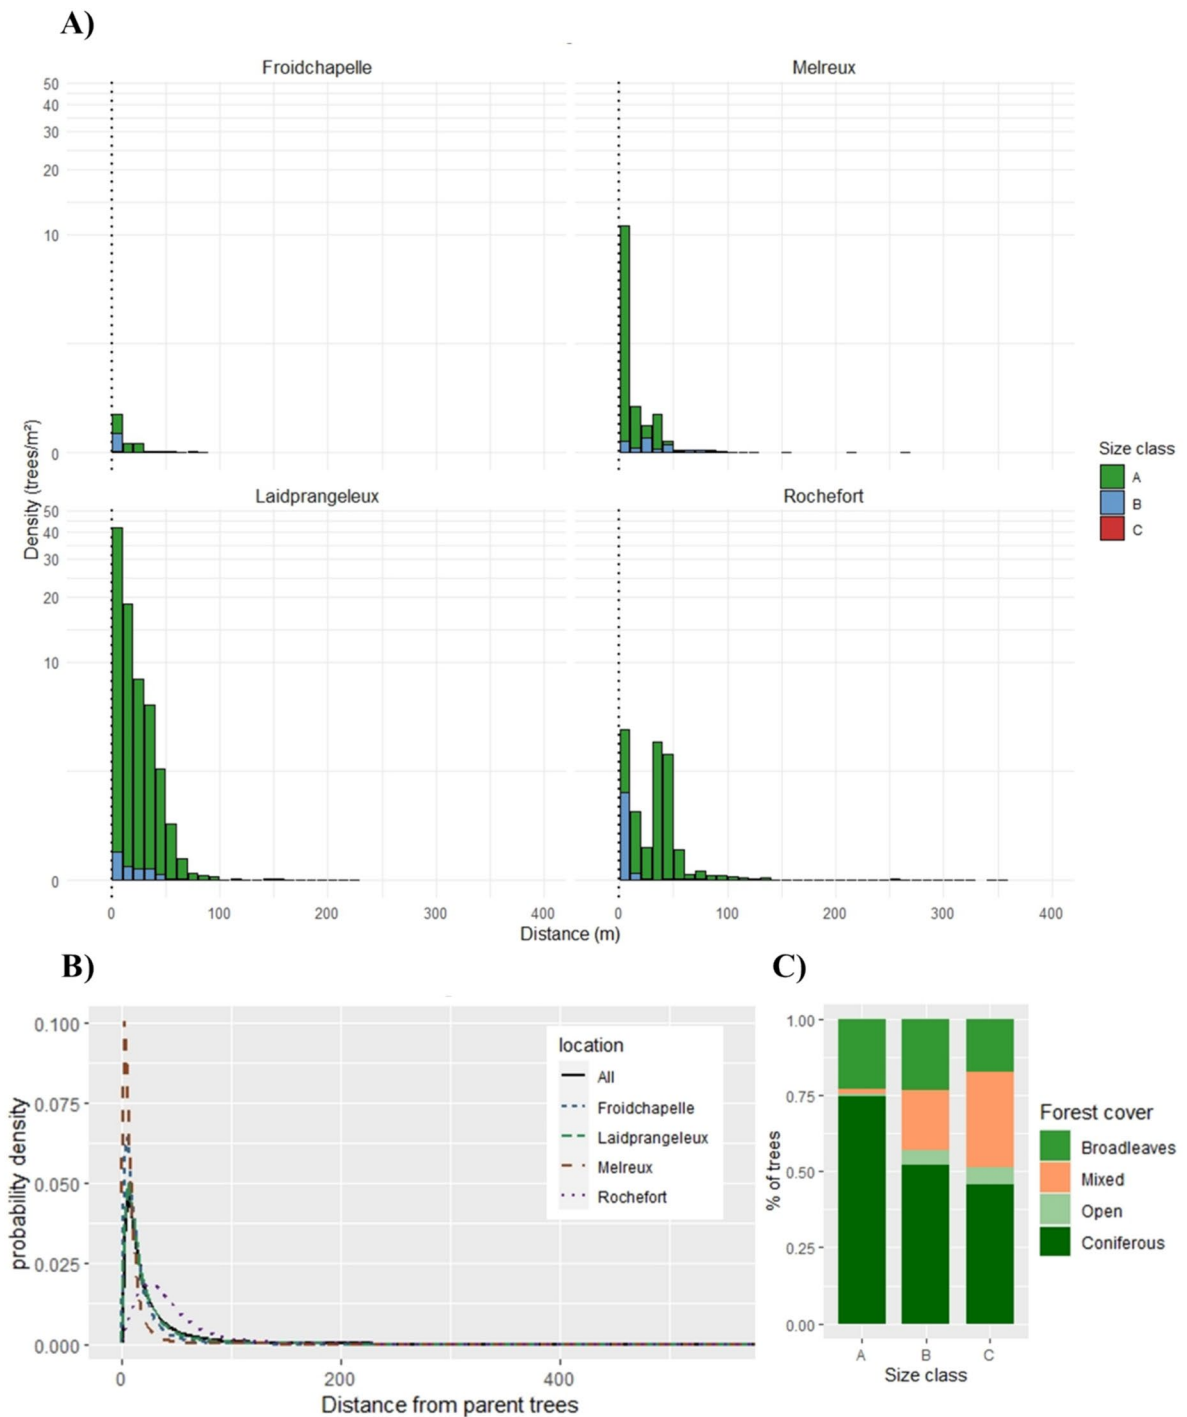 A)
Froidchapelle
Melreux
50
40
30
20
10
0
Laidprangeleux
Rochefort
50
40
30
20
10
0
Density (trees/m²)
0 100 200 300 400
0 100 200 300 400
Distance (m)
Size class
A
B
C
B)
0.100
0.075
0.050
0.025
0.000
probability density
0 200 400
Distance from parent trees
location
All
Froidchapelle
Laidprangeleux
Melreux
Rochefort
C)
1.00
0.75
0.50
0.25
0.00
% of trees
A B C
Size class
Forest cover
Broadleaves
Mixed
Open
Coniferous